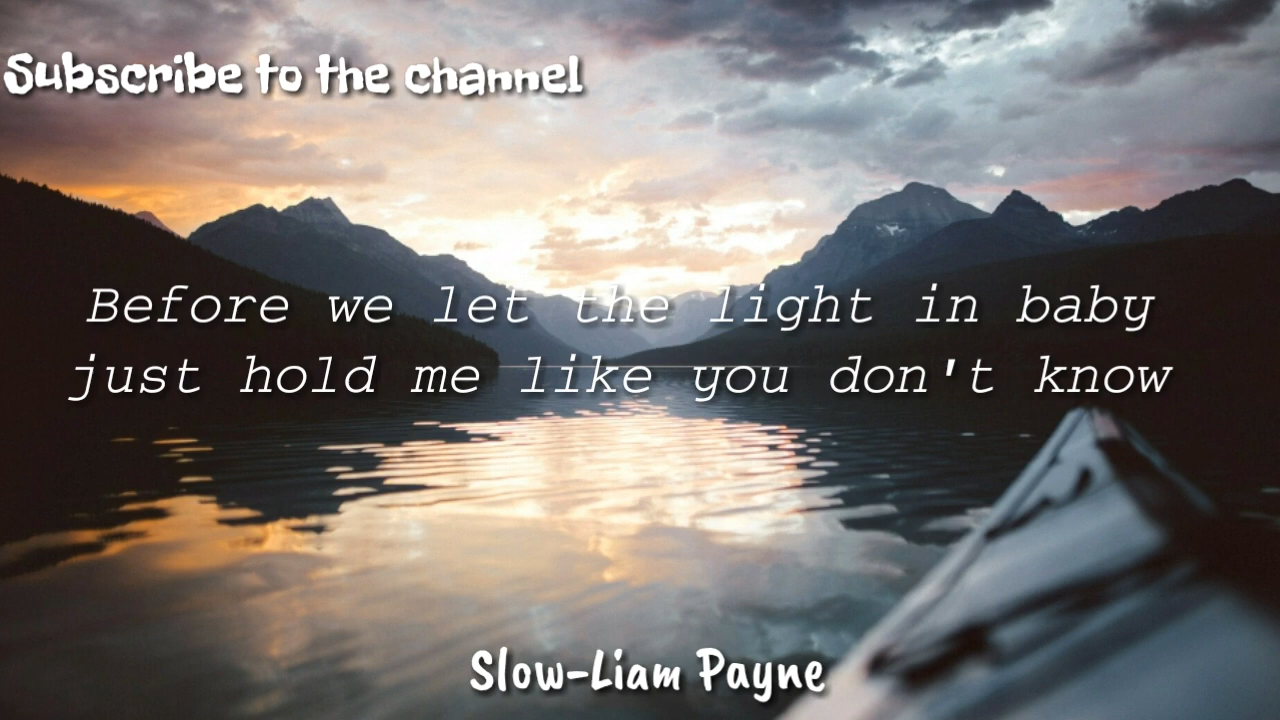 Subscribe to the channel
Before we let the light in baby
just hold me like you don't know
Slow-Liam Payne